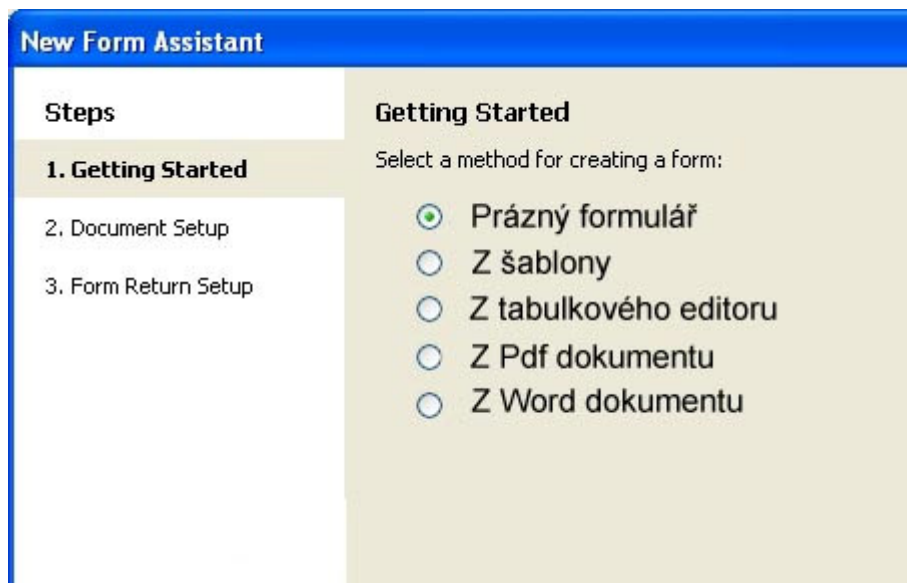 New Form Assistant
Steps
1. Getting Started
2. Document Setup
3. Form Return Setup
Getting Started
Select a method for creating a form:
Prázný formulář
Z šablony
Z tabulkového editoru
Z Pdf dokumentu
Z Word dokumentu